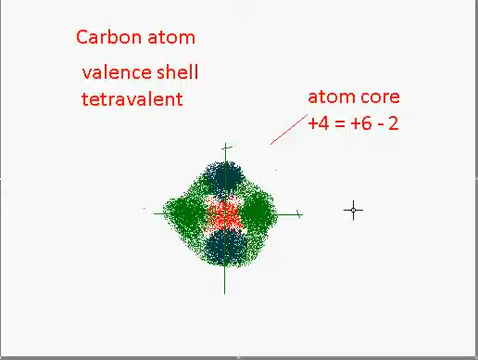 Carbon atom
valence shell
tetravalent
atom core
+4 = +6 - 2